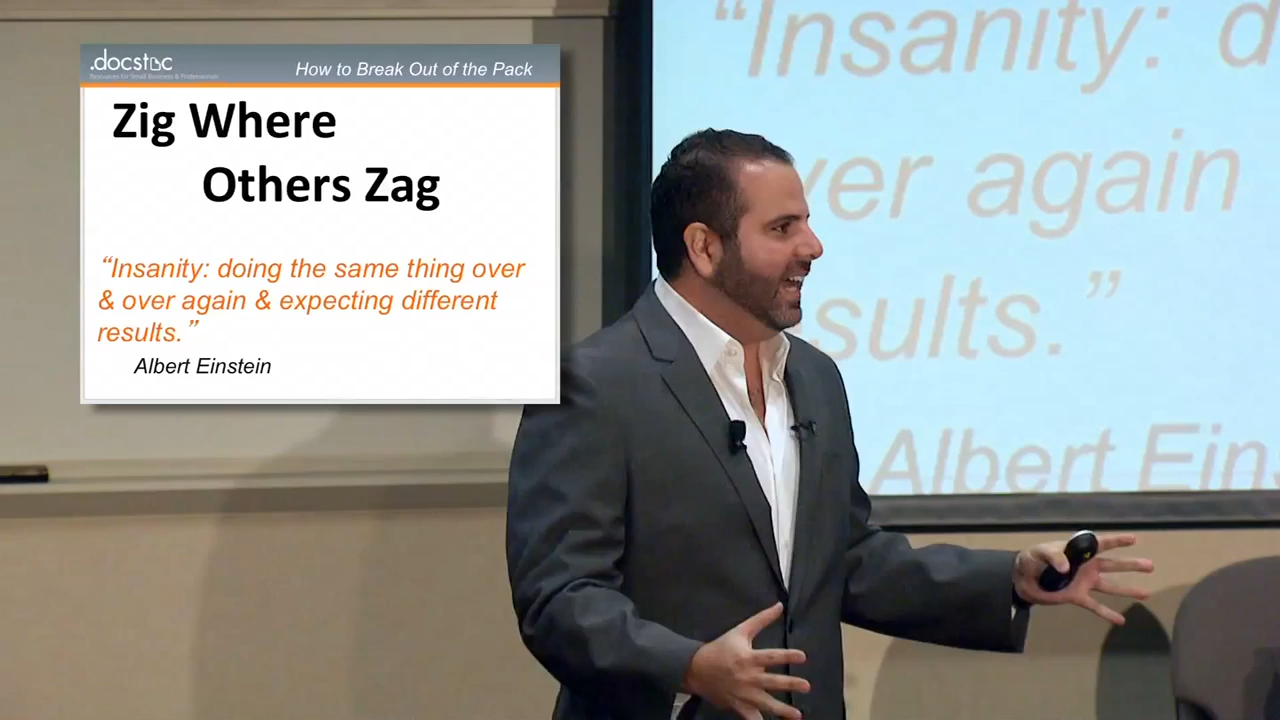 .docstoc
Resources for Small Business & Professionals
How to Break Out of the Pack
Zig Where
Others Zag
“Insanity: doing the same thing over
& over again & expecting different
results.”
Albert Einstein
“Insanity: d
ver again
sults.”
Albert Eins